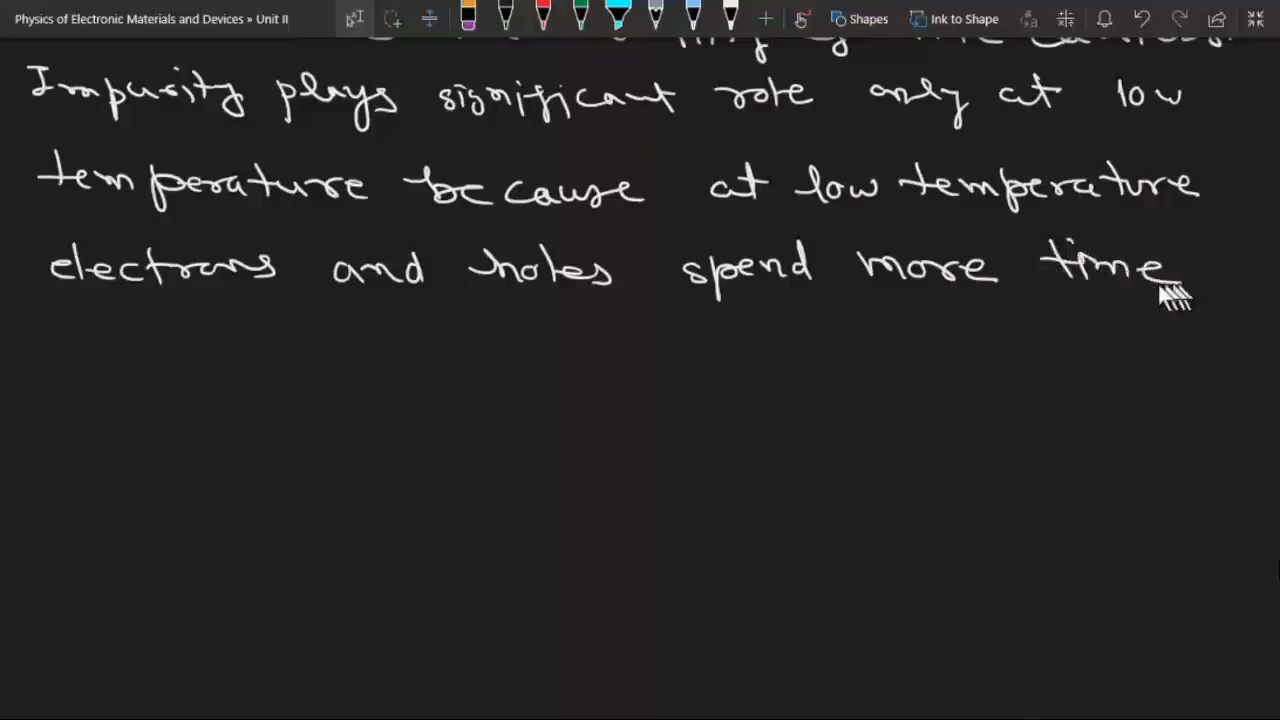 Physics of Electronic Materials and Devices » Unit II
Shapes
Ink to Shape
Impurity plays significant role only at low
temperature because at low temperature
electrons and holes spend more time